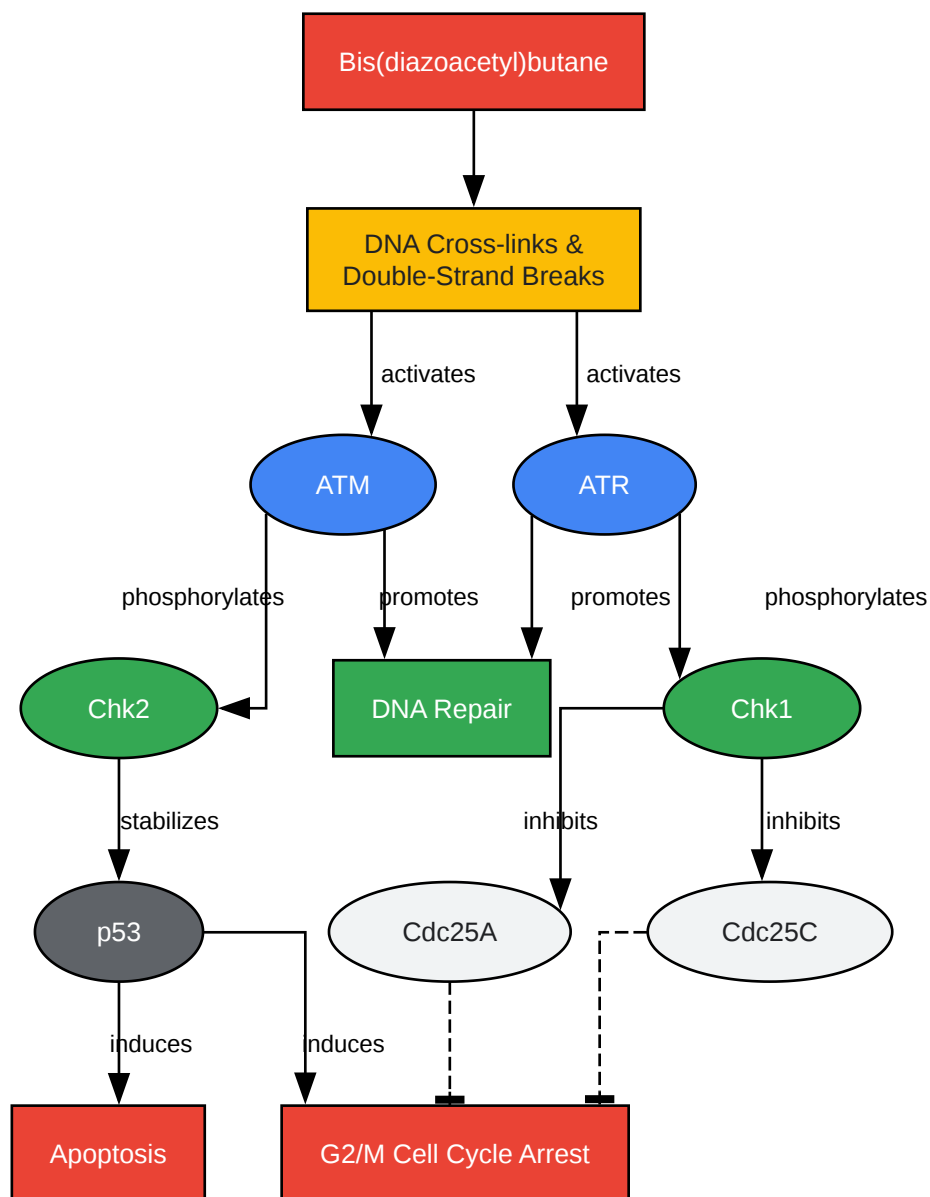 Bis(diazoacetyl)butane
DNA Cross-links &
Double-Strand Breaks
activates
activates
ATM
ATR
phosphorylates
promotes
promotes
phosphorylates
Chk2
DNA Repair
Chk1
stabilizes
inhibits
inhibits
p53
Cdc25A
Cdc25C
induces
induces
Apoptosis
G2/M Cell Cycle Arrest